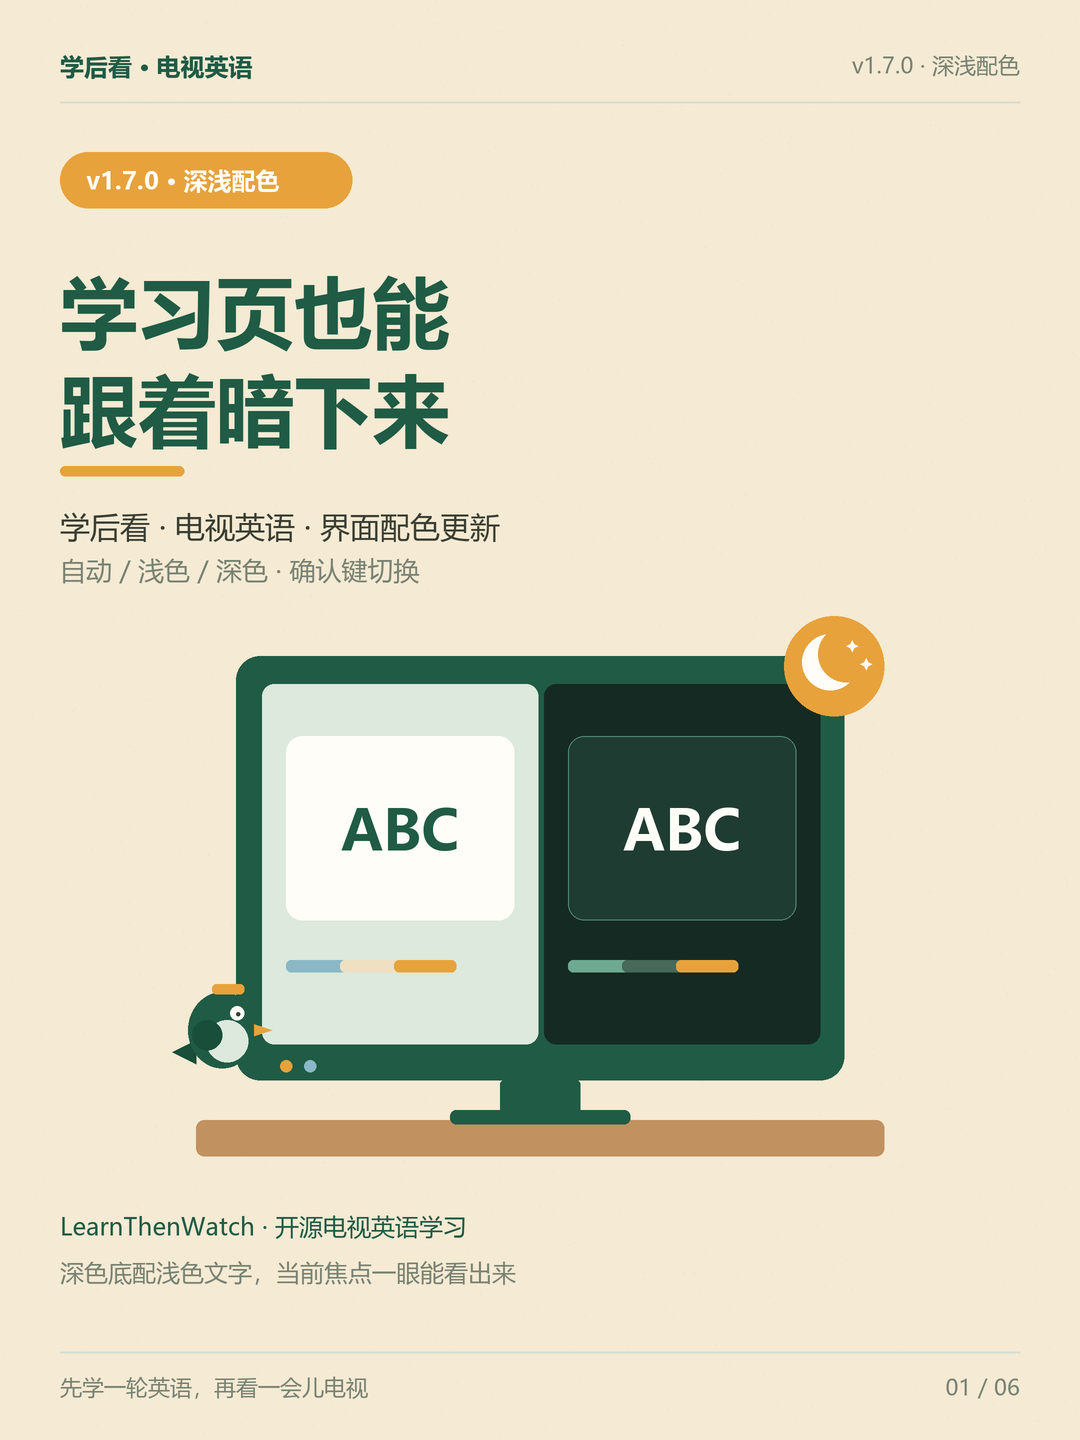 学后看 • 电视英语
v1.7.0 · 深浅配色
v1.7.0 • 深浅配色
学习页也能
跟着暗下来
学后看 · 电视英语 · 界面配色更新
自动 / 浅色 / 深色 · 确认键切换
ABC
ABC
LearnThenWatch · 开源电视英语学习
深色底配浅色文字，当前焦点一眼能看出来
先学一轮英语，再看一会儿电视
01 / 06